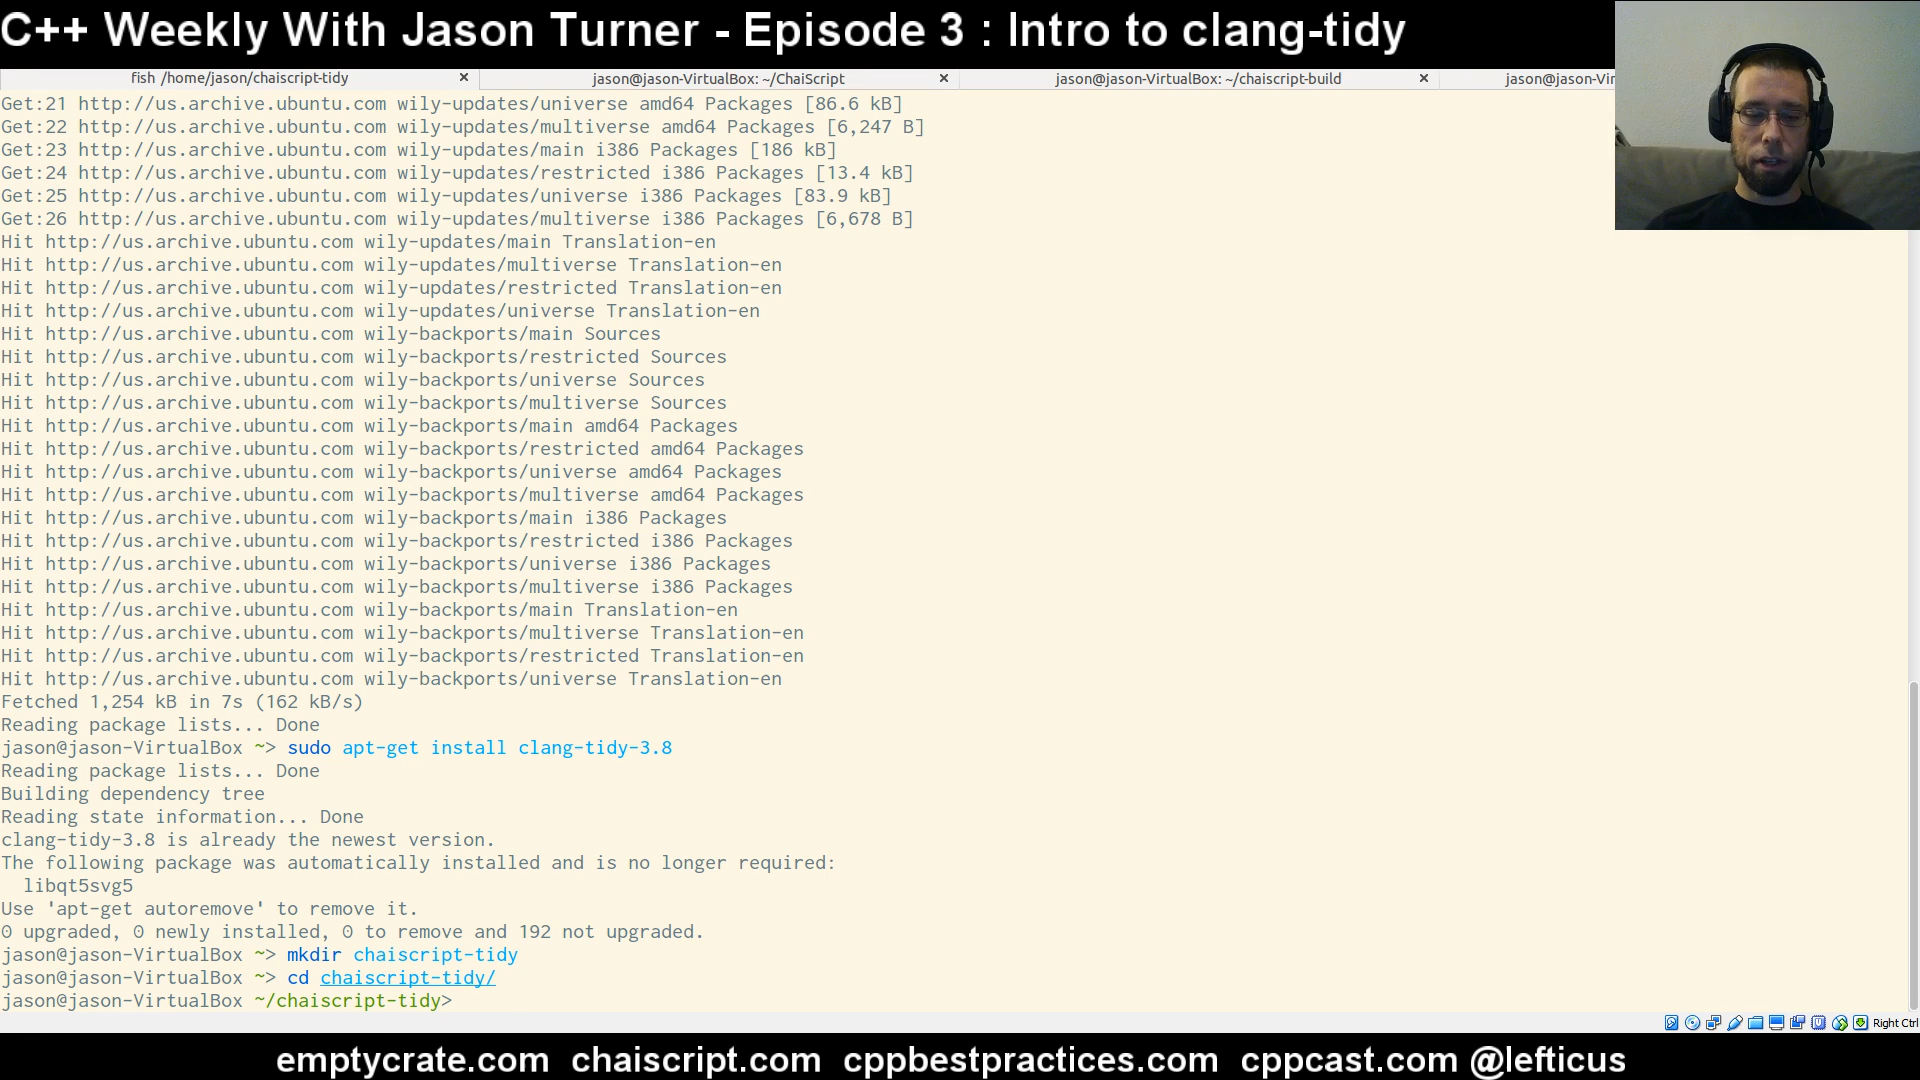 C++ Weekly With Jason Turner - Episode 3 : Intro to clang-tidy
fish /home/jason/chaiscript-tidy
jason@jason-VirtualBox: ~/ChaiScript
jason@jason-VirtualBox: ~/chaiscript-build
jason@jason-Vir
Get:21 http://us.archive.ubuntu.com wily-updates/universe amd64 Packages [86.6 kB]
Get:22 http://us.archive.ubuntu.com wily-updates/multiverse amd64 Packages [6,247 B]
Get:23 http://us.archive.ubuntu.com wily-updates/main i386 Packages [186 kB]
Get:24 http://us.archive.ubuntu.com wily-updates/restricted i386 Packages [13.4 kB]
Get:25 http://us.archive.ubuntu.com wily-updates/universe i386 Packages [83.9 kB]
Get:26 http://us.archive.ubuntu.com wily-updates/multiverse i386 Packages [6,678 B]
Hit http://us.archive.ubuntu.com wily-updates/main Translation-en
Hit http://us.archive.ubuntu.com wily-updates/multiverse Translation-en
Hit http://us.archive.ubuntu.com wily-updates/restricted Translation-en
Hit http://us.archive.ubuntu.com wily-updates/universe Translation-en
Hit http://us.archive.ubuntu.com wily-backports/main Sources
Hit http://us.archive.ubuntu.com wily-backports/restricted Sources
Hit http://us.archive.ubuntu.com wily-backports/universe Sources
Hit http://us.archive.ubuntu.com wily-backports/multiverse Sources
Hit http://us.archive.ubuntu.com wily-backports/main amd64 Packages
Hit http://us.archive.ubuntu.com wily-backports/restricted amd64 Packages
Hit http://us.archive.ubuntu.com wily-backports/universe amd64 Packages
Hit http://us.archive.ubuntu.com wily-backports/multiverse amd64 Packages
Hit http://us.archive.ubuntu.com wily-backports/main i386 Packages
Hit http://us.archive.ubuntu.com wily-backports/restricted i386 Packages
Hit http://us.archive.ubuntu.com wily-backports/universe i386 Packages
Hit http://us.archive.ubuntu.com wily-backports/multiverse i386 Packages
Hit http://us.archive.ubuntu.com wily-backports/main Translation-en
Hit http://us.archive.ubuntu.com wily-backports/multiverse Translation-en
Hit http://us.archive.ubuntu.com wily-backports/restricted Translation-en
Hit http://us.archive.ubuntu.com wily-backports/universe Translation-en
Fetched 1,254 kB in 7s (162 kB/s)
Reading package lists... Done
jason@jason-VirtualBox ~> sudo apt-get install clang-tidy-3.8
Reading package lists... Done
Building dependency tree
Reading state information... Done
clang-tidy-3.8 is already the newest version.
The following package was automatically installed and is no longer required:
  libqt5svg5
Use 'apt-get autoremove' to remove it.
0 upgraded, 0 newly installed, 0 to remove and 192 not upgraded.
jason@jason-VirtualBox ~> mkdir chaiscript-tidy
jason@jason-VirtualBox ~> cd chaiscript-tidy/
jason@jason-VirtualBox ~/chaiscript-tidy>
Right Ctrl
emptycrate.com chaiscript.com cppbestpractices.com cppcast.com @lefticus